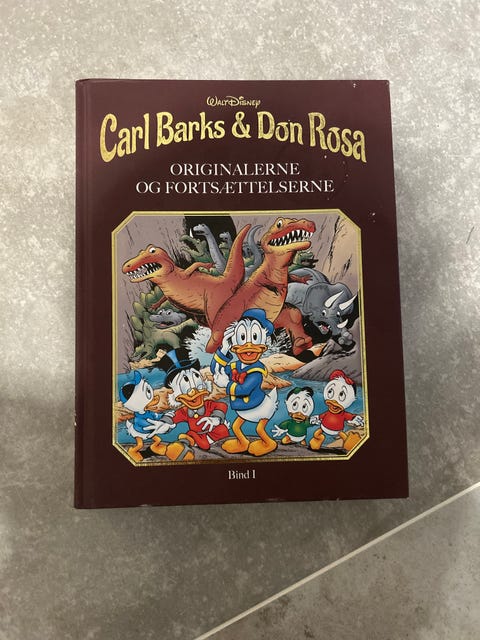 Walt Disney
Carl Barks & Don Rosa
ORIGINALERNE
OG FORTSÆTTELSERNE
Bind I